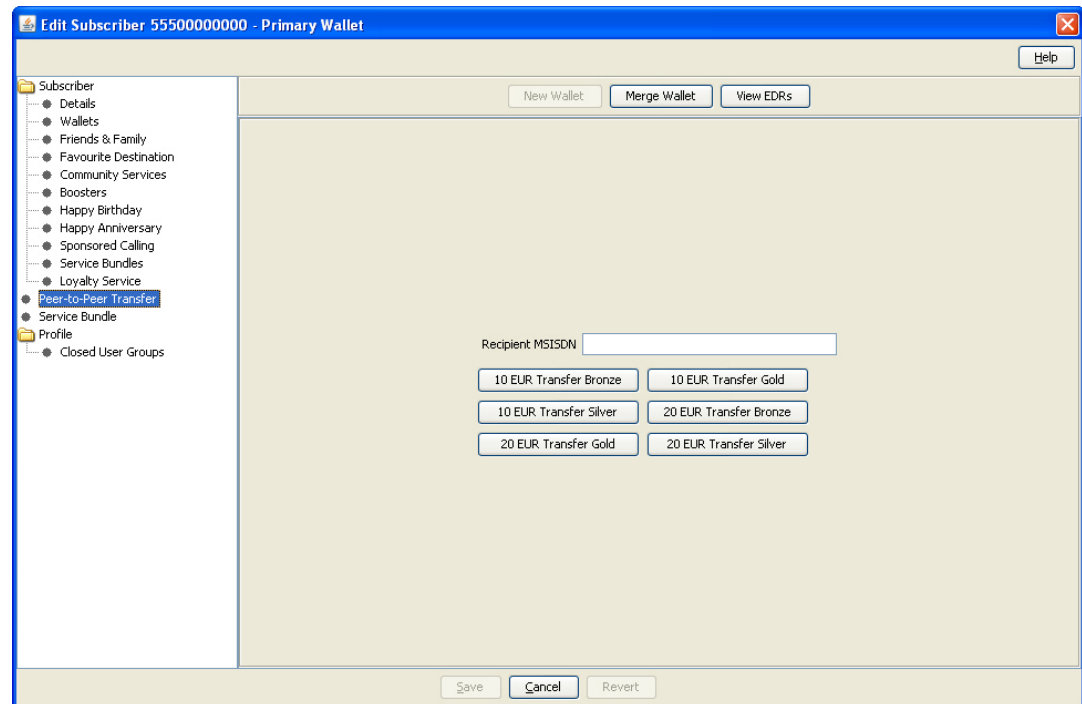 Edit Subscriber 55500000000 - Primary Wallet
Help
Subscriber
Details
Wallets
Friends & Family
Favourite Destination
Community Services
Boosters
Happy Birthday
Happy Anniversary
Sponsored Calling
Service Bundles
Loyalty Service
Peer-to-Peer Transfer
Service Bundle
Profile
Closed User Groups
New Wallet Merge Wallet View EDRs
Recipient MSISDN
10 EUR Transfer Bronze 10 EUR Transfer Gold
10 EUR Transfer Silver 20 EUR Transfer Bronze
20 EUR Transfer Gold 20 EUR Transfer Silver
Save Cancel Revert